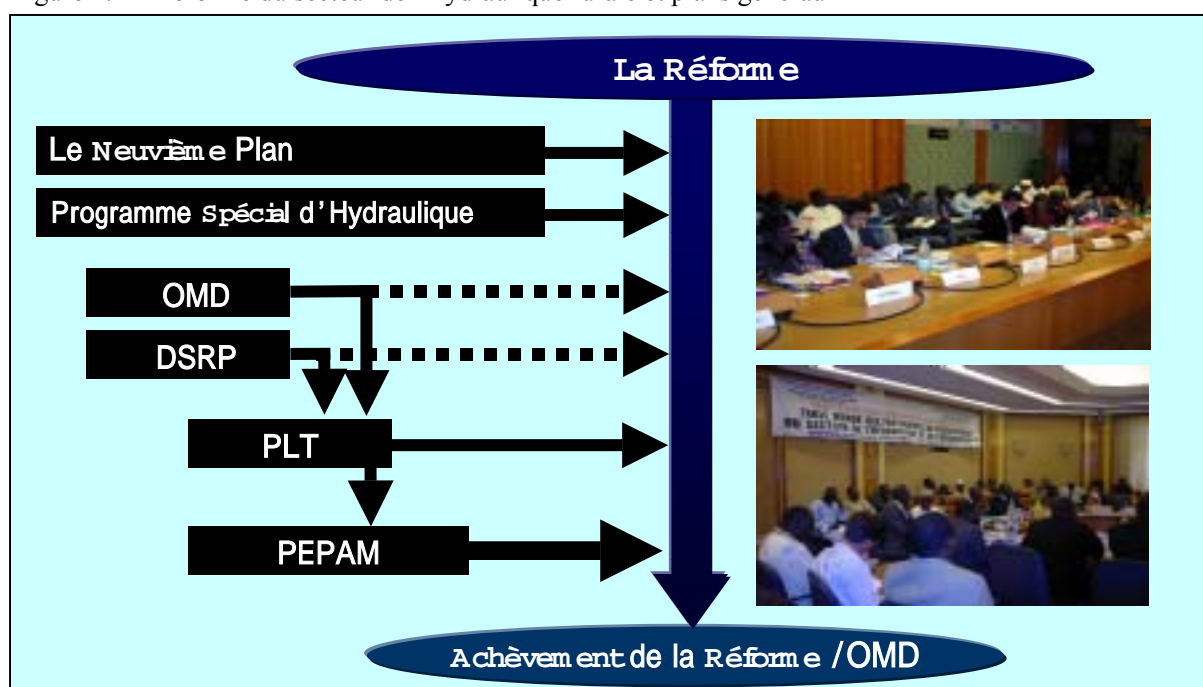 La Réforme
Le Neuvième Plan
Programme Spécial d'Hydraulique
OMD
DSRP
PLT
PEPAM
Achèvement de la Réforme /OMD